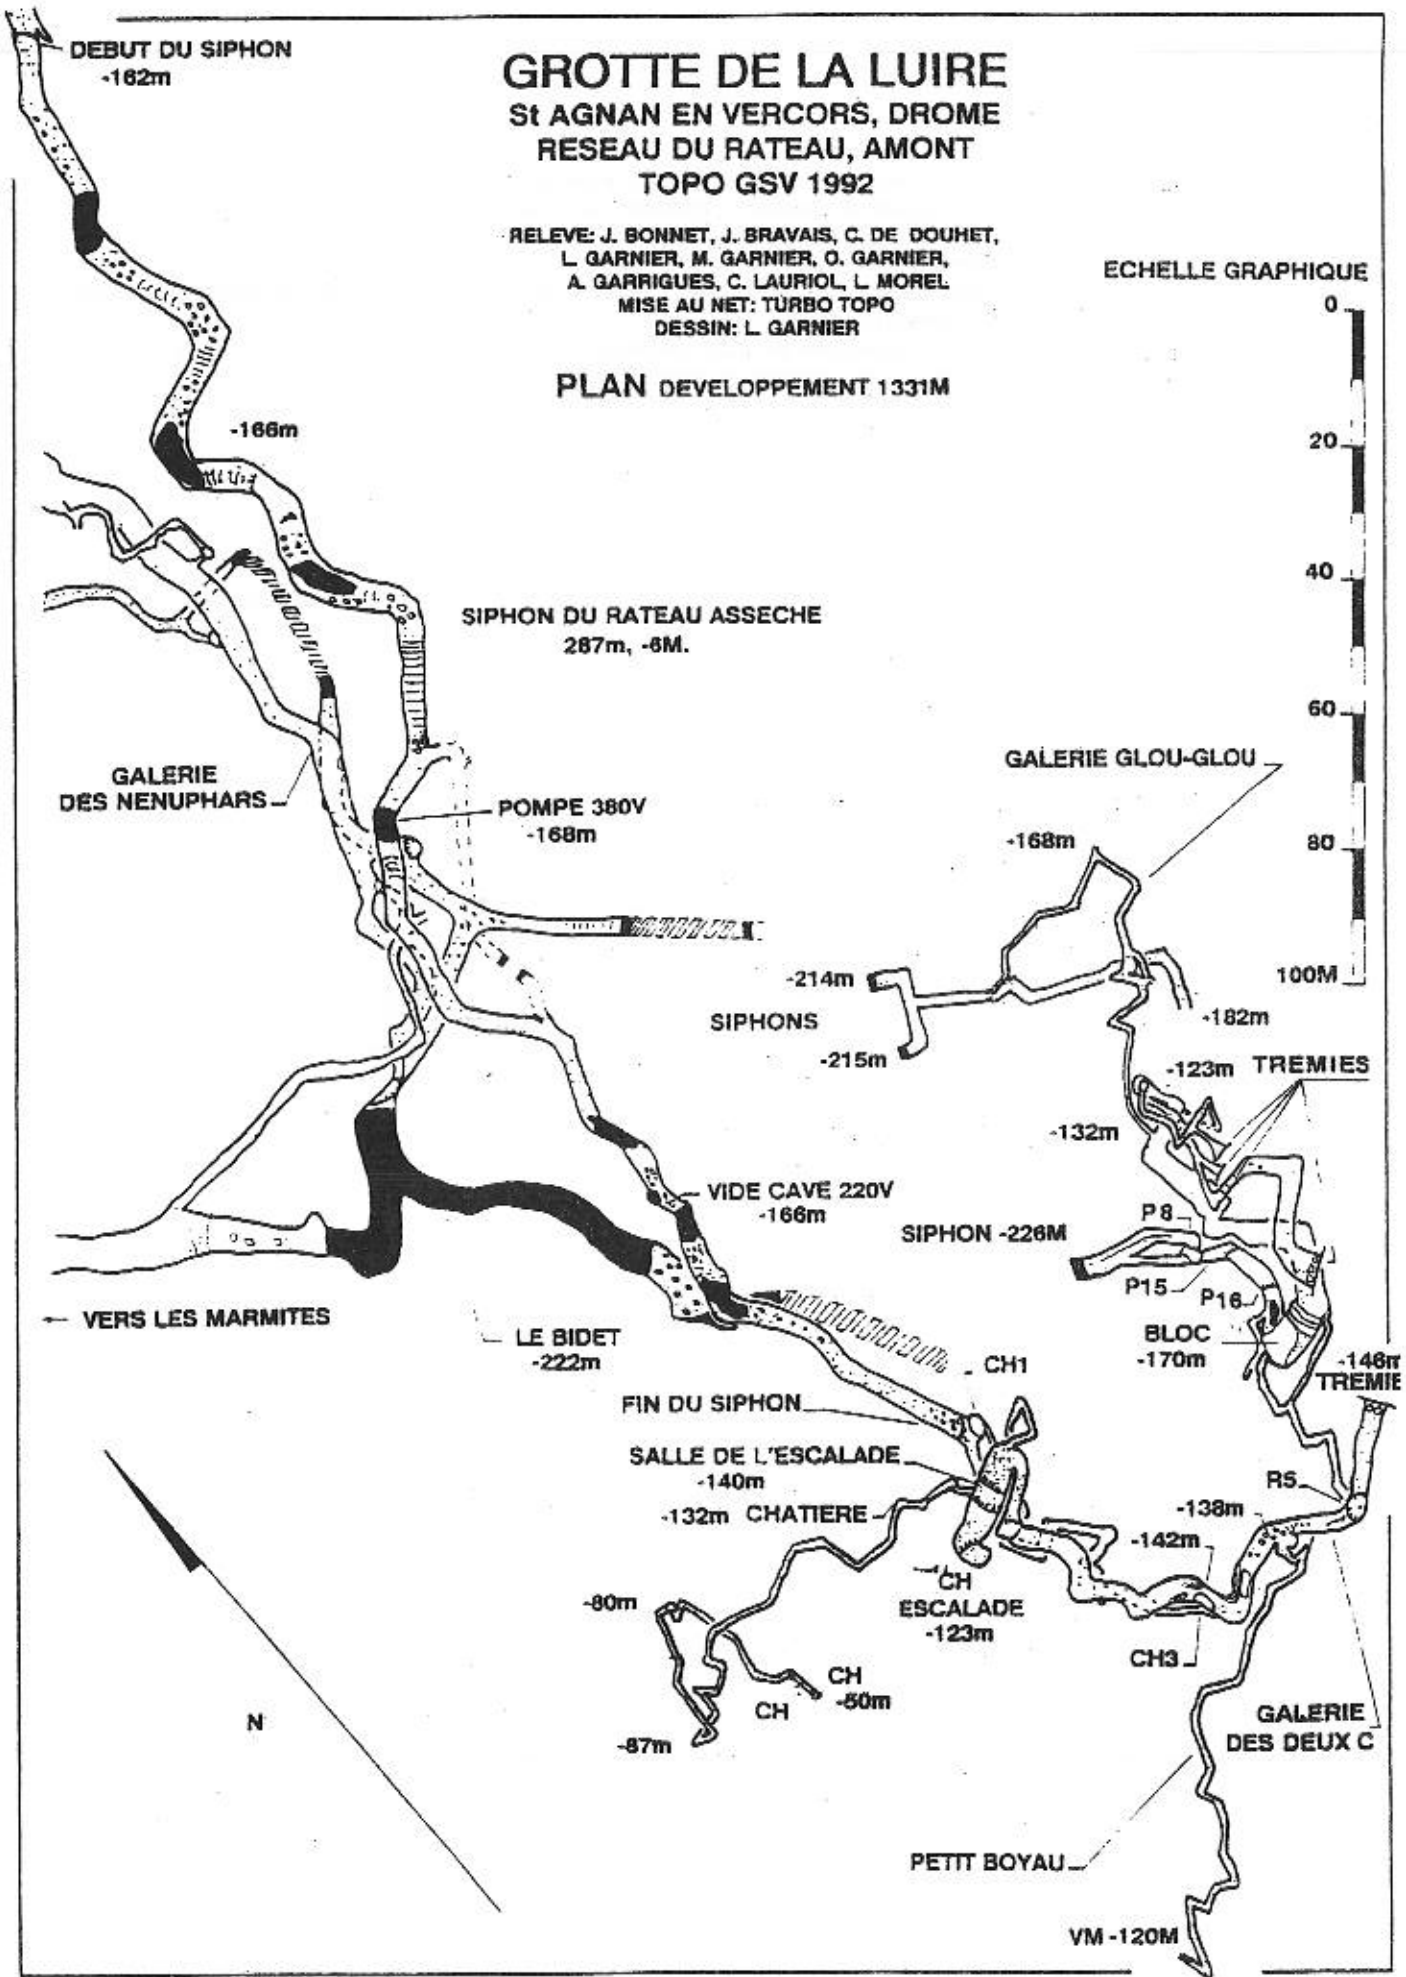 DEBUT DU SIPHON
-162m
GROTTE DE LA LUIRE
St AGNAN EN VERCORS, DROME
RESEAU DU RATEAU, AMONT
TOPO GSV 1992
RELEVE: J. BONNET, J. BRAVAIS, C. DE DOUHET,
L. GARNIER, M. GARNIER, O. GARNIER,
A. GARRIGUES, C. LAURIOL, L. MOREL
MISE AU NET: TURBO TOPO
DESSIN: L. GARNIER
PLAN DEVELOPPEMENT 1331M
ECHELLE GRAPHIQUE
0
20
40
60
80
100M
-166m
SIPHON DU RATEAU ASSECHE
287m, -6M.
GALERIE
DES NENUPHARS
POMPE 380V
-168m
GALERIE GLOU-GLOU
-168m
-214m
SIPHONS
-215m
-182m
-123m
TREMIES
-132m
VIDE CAVE 220V
-166m
P8
SIPHON -226M
P15
P16
BLOC
-170m
-146m
TREMIE
← VERS LES MARMITES
LE BIDET
-222m
CH1
FIN DU SIPHON
SALLE DE L'ESCALADE
-140m
-132m CHATIERE
R5
-138m
-142m
CH
ESCALADE
-123m
-80m
CH3
CH
-50m
CH
-87m
GALERIE
DES DEUX C
N
PETIT BOYAU
VM -120M